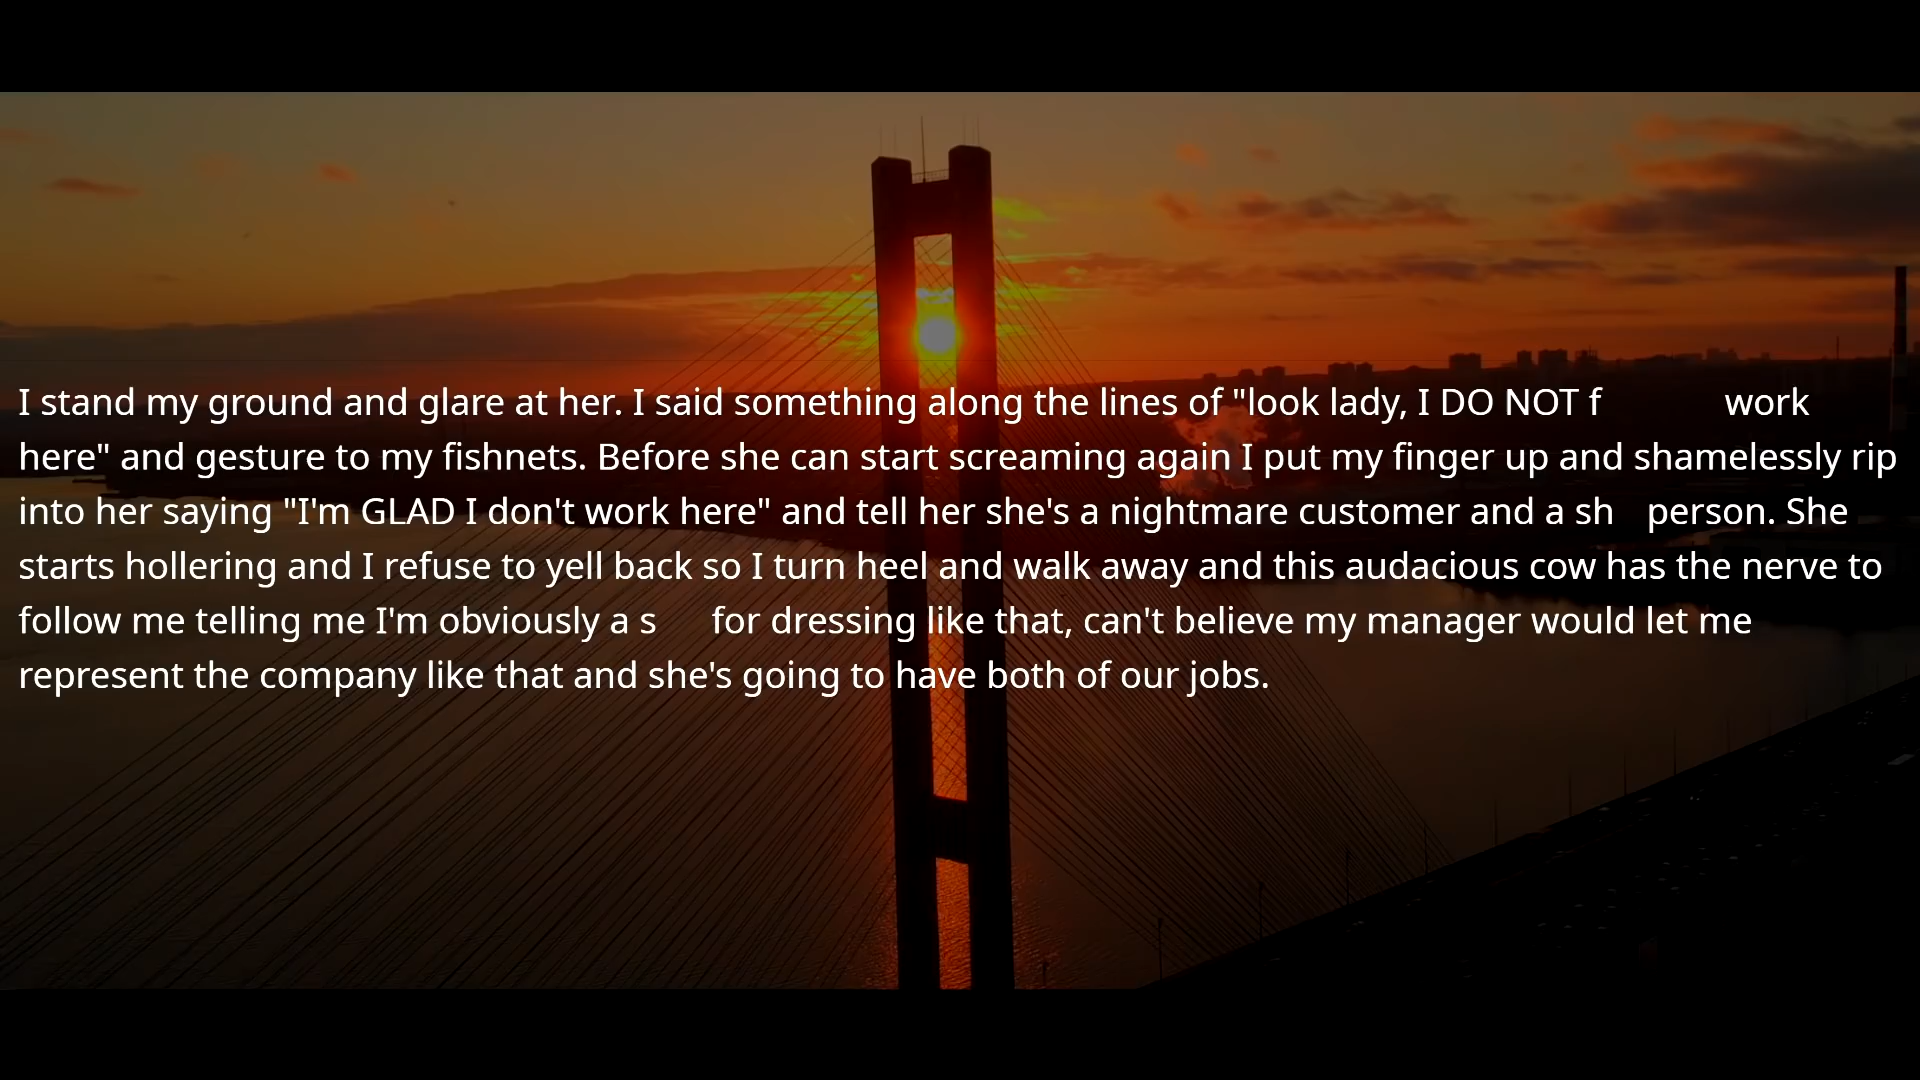 I stand my ground and glare at her. I said something along the lines of "look lady, I DO NOT f work
here" and gesture to my fishnets. Before she can start screaming again I put my finger up and shamelessly rip
into her saying "I'm GLAD I don't work here" and tell her she's a nightmare customer and a sh person. She
starts hollering and I refuse to yell back so I turn heel and walk away and this audacious cow has the nerve to
follow me telling me I'm obviously a s for dressing like that, can't believe my manager would let me
represent the company like that and she's going to have both of our jobs.